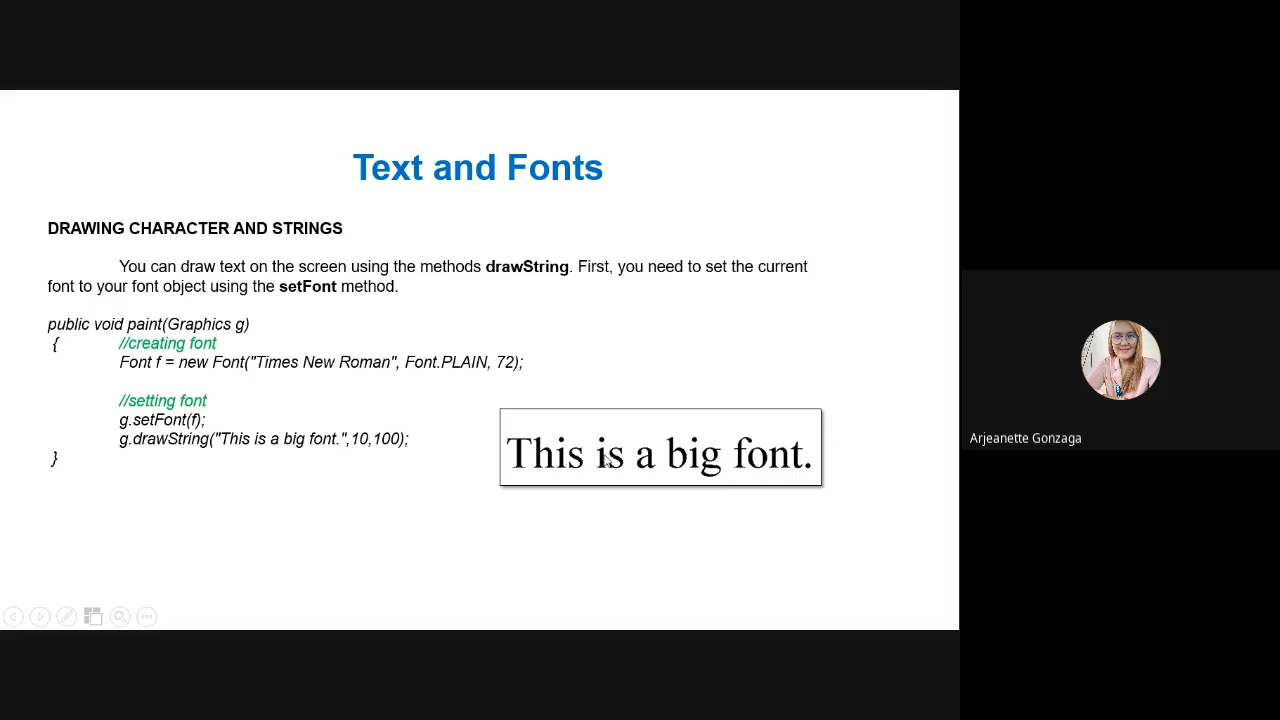 Text and Fonts
DRAWING CHARACTER AND STRINGS
You can draw text on the screen using the methods drawString. First, you need to set the current
font to your font object using the setFont method.
public void paint(Graphics g)
{ //creating font
Font f = new Font("Times New Roman", Font.PLAIN, 72);
//setting font
g.setFont(f);
g.drawString("This is a big font.",10,100);
}
This is a big font.
Arjeanette Gonzaga